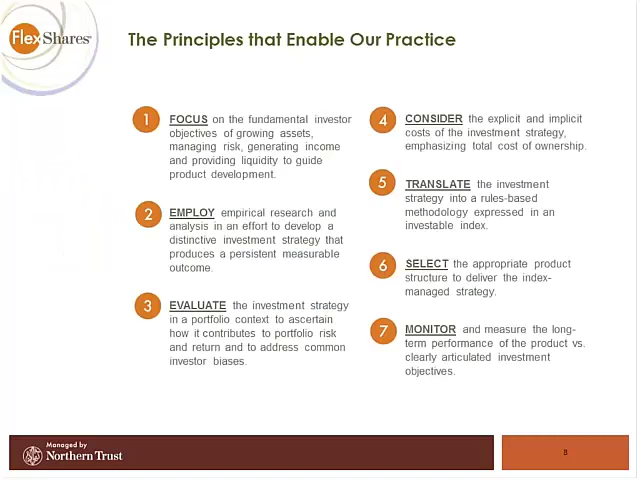 FlexShares®
The Principles that Enable Our Practice
1
FOCUS on the fundamental investor
objectives of growing assets,
managing risk, generating income
and providing liquidity to guide
product development.
2
EMPLOY empirical research and
analysis in an effort to develop a
distinctive investment strategy that
produces a persistent measurable
outcome.
3
EVALUATE the investment strategy
in a portfolio context to ascertain
how it contributes to portfolio risk
and return and to address common
investor biases.
4
CONSIDER the explicit and implicit
costs of the investment strategy,
emphasizing total cost of ownership.
5
TRANSLATE the investment
strategy into a rules-based
methodology expressed in an
investable index.
6
SELECT the appropriate product
structure to deliver the index-
managed strategy.
7
MONITOR and measure the long-
term performance of the product vs.
clearly articulated investment
objectives.
Managed by
Northern Trust